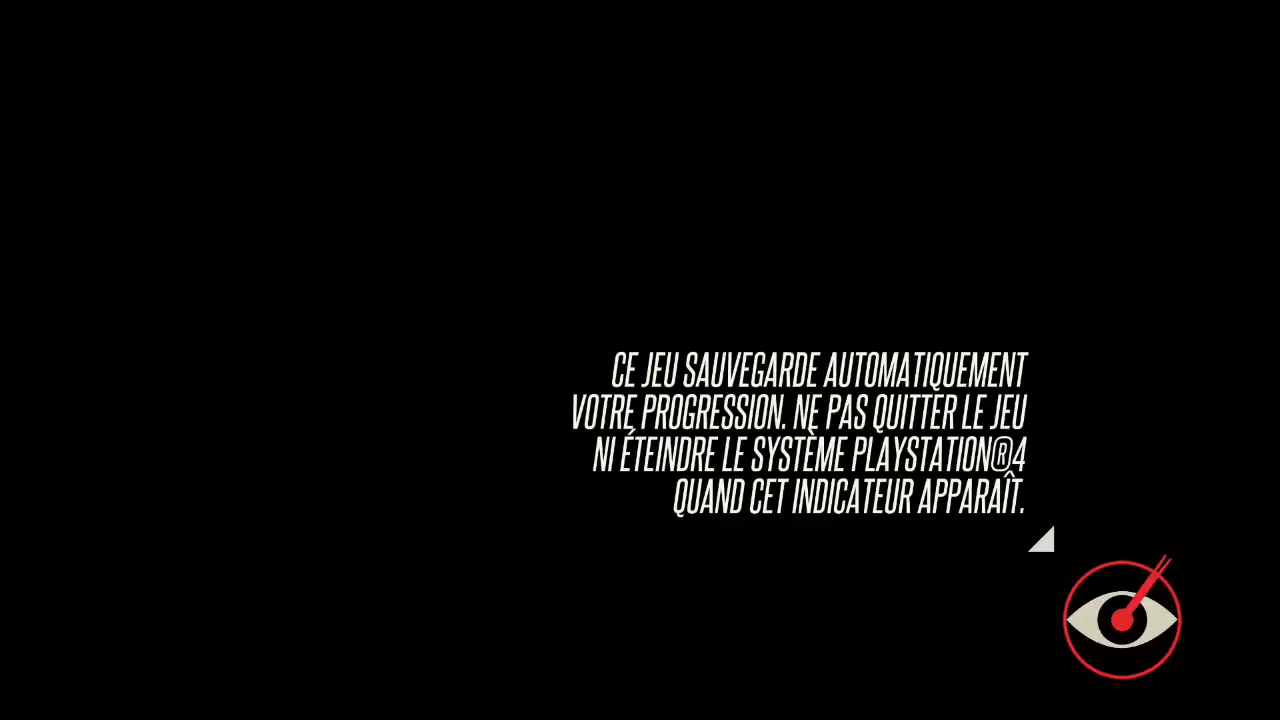 CE JEU SAUVEGARDE AUTOMATIQUEMENT
VOTRE PROGRESSION. NE PAS QUITTER LE JEU
NI ÉTEINDRE LE SYSTÈME PLAYSTATION®4
QUAND CET INDICATEUR APPARAÎT.